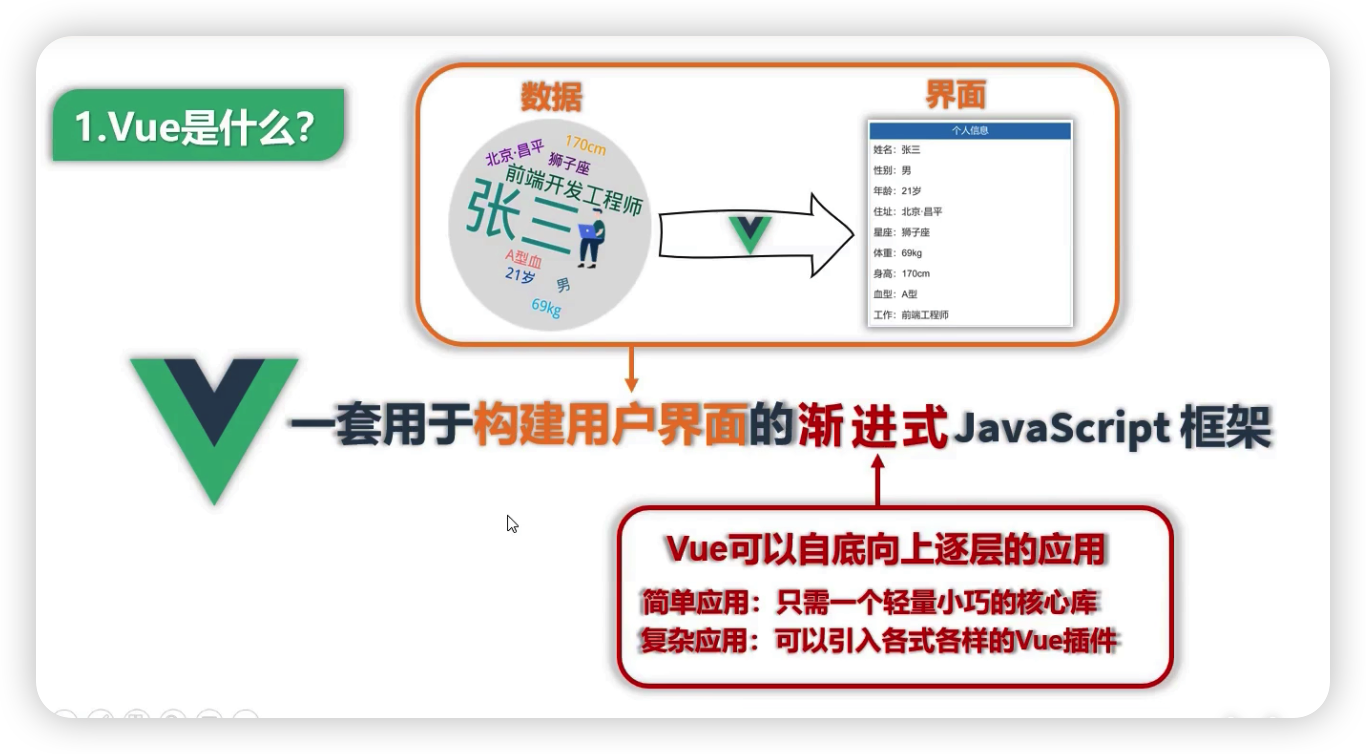 1.Vue是什么?
数据
界面
北京·昌平
170cm
狮子座
前端开发工程师
张三
A型血
21岁
男
69kg
个人信息
姓名：张三
性别：男
年龄：21岁
住址：北京·昌平
星座：狮子座
体重：69kg
身高：170cm
血型：A型
工作：前端工程师
一套用于构建用户界面的渐进式JavaScript 框架
Vue可以自底向上逐层的应用
简单应用：只需一个轻量小巧的核心库
复杂应用：可以引入各式各样的Vue插件